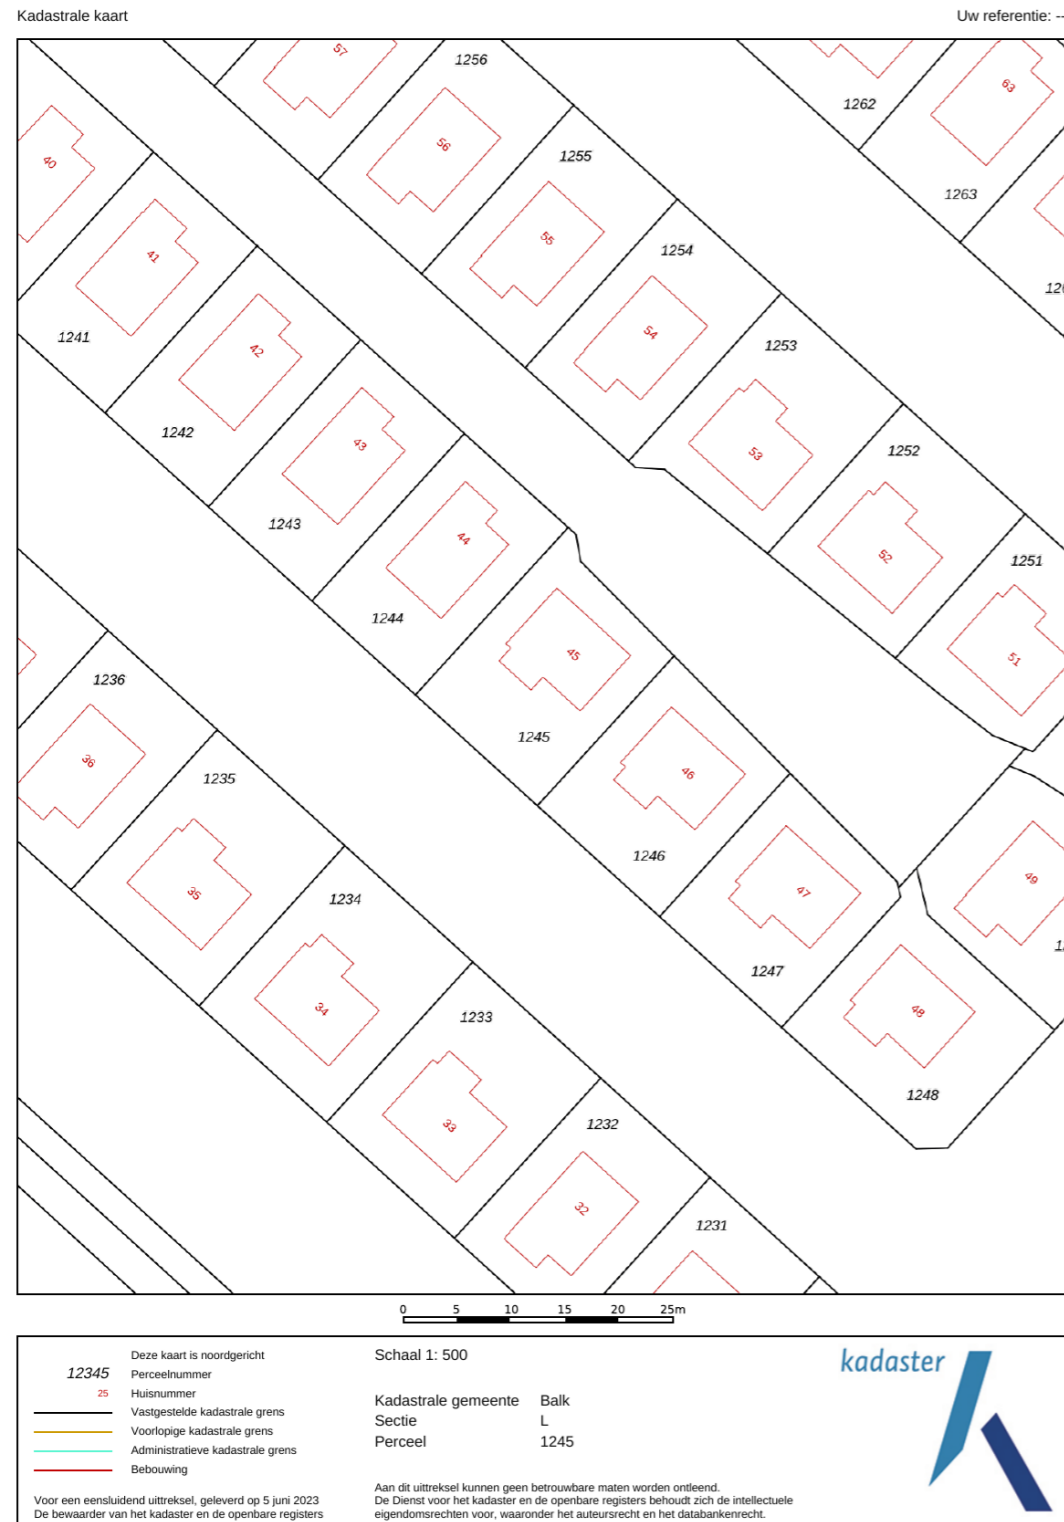 Kadastrale kaart
Uw referentie: --
57
1256
1262
63
56
40
1255
1263
41
55
1254
1241
54
1253
42
1242
43
53
1252
1243
44
52
1251
1244
45
51
1236
1245
46
36
1235
1246
47
49
35
1234
1247
34
48
1233
1248
33
1232
32
1231
0 5 10 15 20 25m
Deze kaart is noordgericht
12345 Perceelnummer
25 Huisnummer
Vastgestelde kadastrale grens
Voorlopige kadastrale grens
Administratieve kadastrale grens
Bebouwing
Voor een eensluidend uittreksel, geleverd op 5 juni 2023
De bewaarder van het kadaster en de openbare registers
Schaal 1: 500
Kadastrale gemeente Balk
Sectie L
Perceel 1245
Aan dit uittreksel kunnen geen betrouwbare maten worden ontleend.
De Dienst voor het kadaster en de openbare registers behoudt zich de intellectuele
eigendomsrechten voor, waaronder het auteursrecht en het databankenrecht.
kadaster